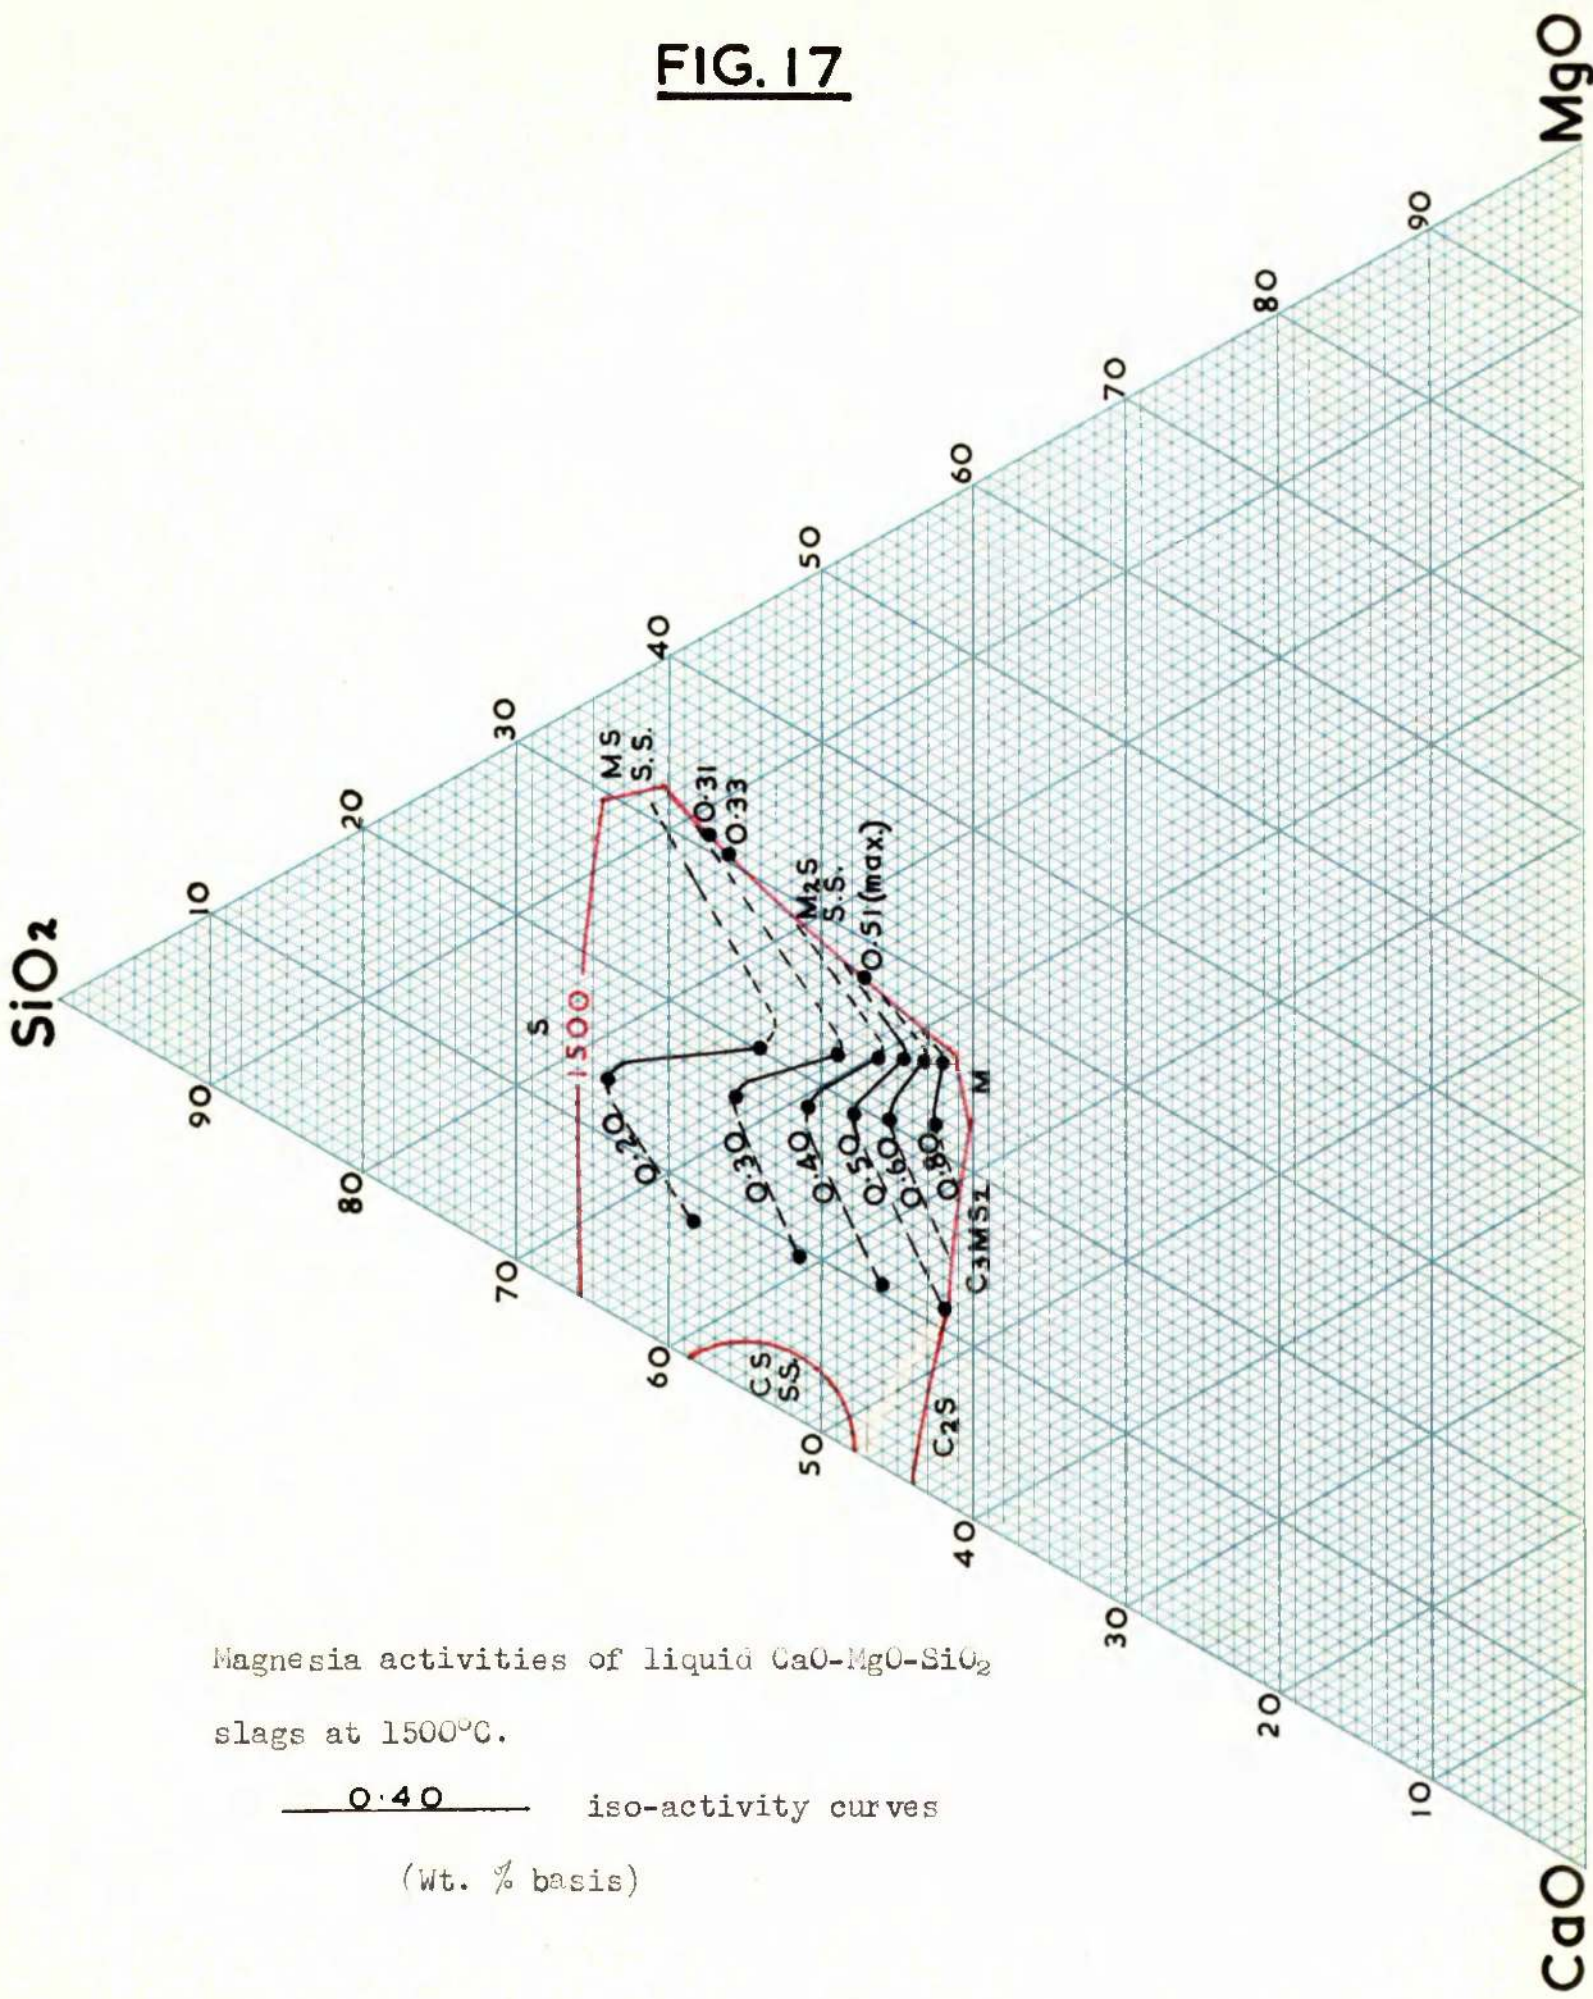 FIG. 17
SiO2
MgO
CaO
10
20
30
40
50
60
70
80
90
90
80
70
60
50
40
30
20
10
S
1500
MS
S.S.
0·31
0·33
M2S
S.S.
0·51(max.)
M
C3MS2
C2S
CS
S.S.
0·20
0·30
0·40
0·50
0·60
0·80
Magnesia activities of liquid CaO-MgO-SiO2
slags at 1500°C.
0·40 iso-activity curves
(Wt. % basis)